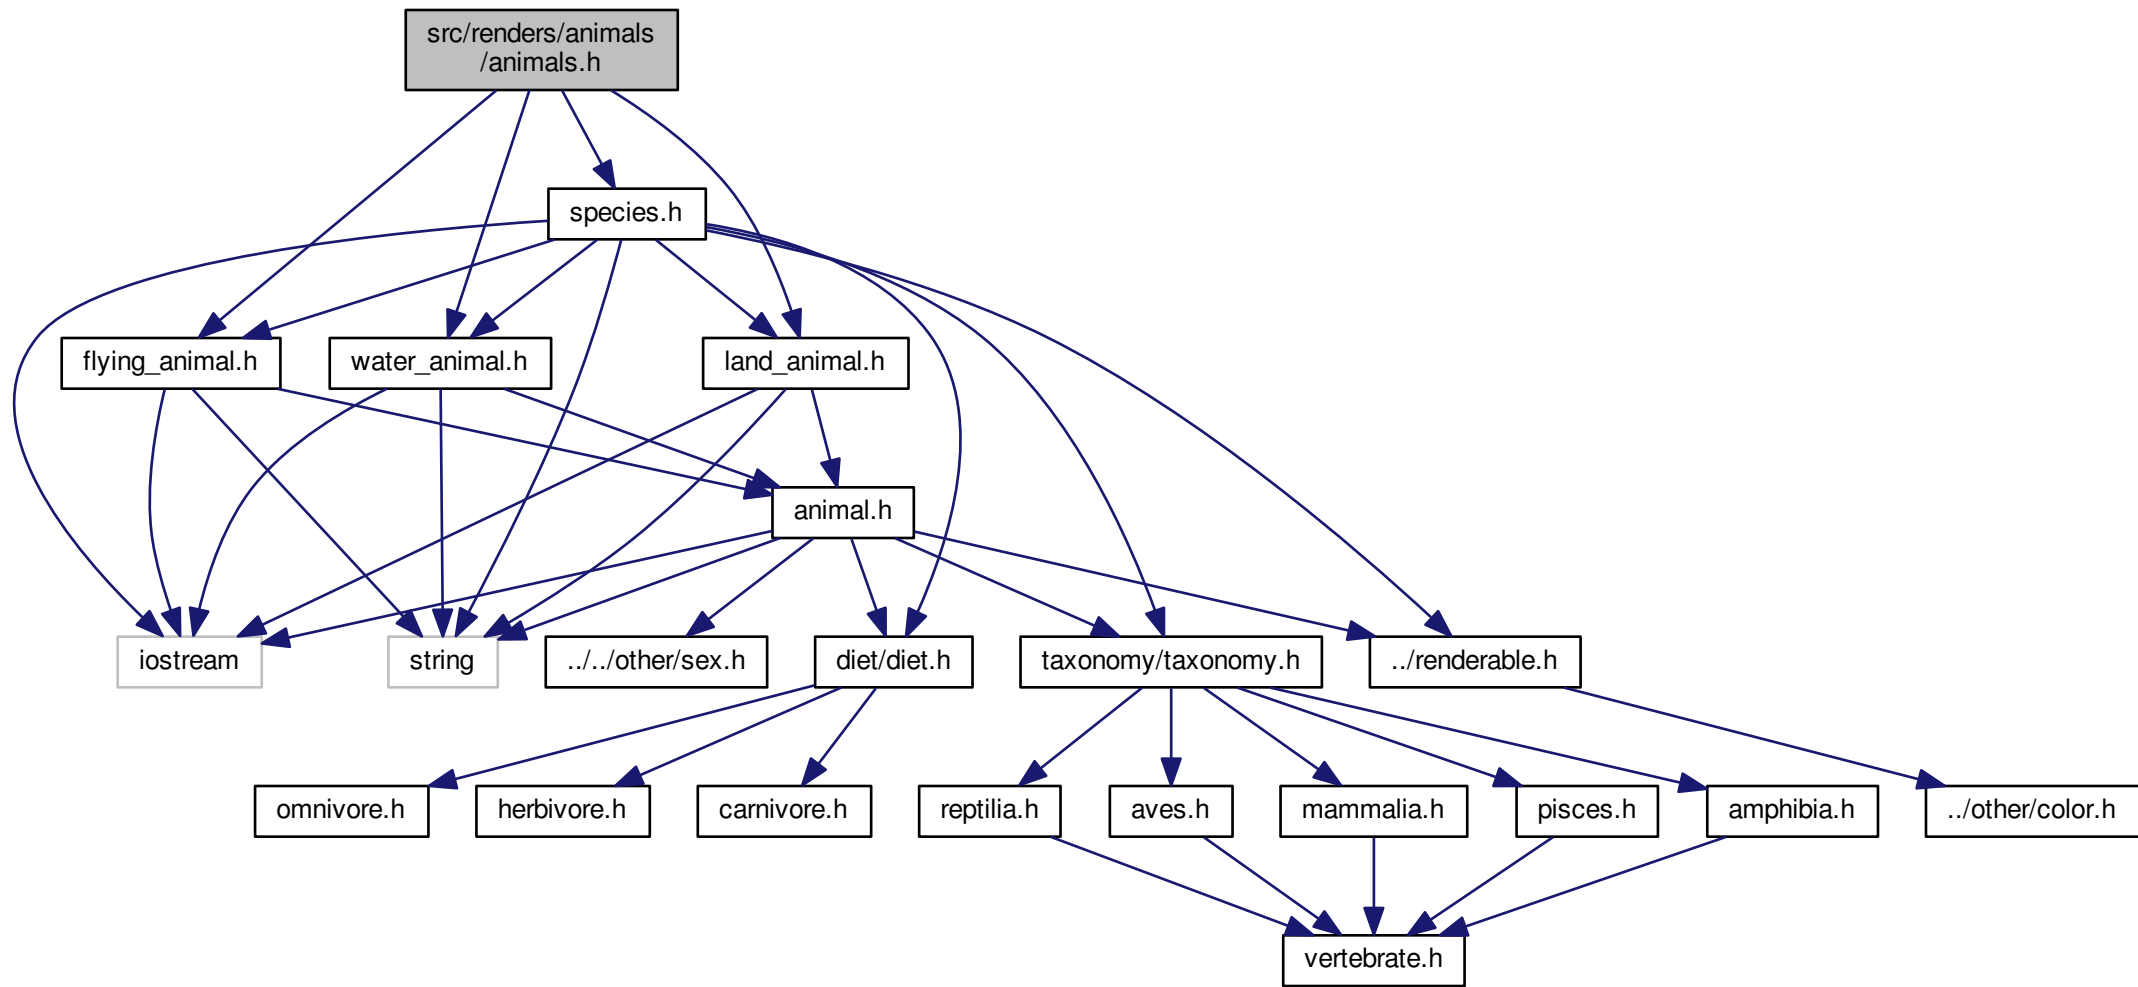 src/renders/animals
/animals.h
species.h
flying_animal.h
water_animal.h
land_animal.h
animal.h
iostream
string
../../other/sex.h
diet/diet.h
taxonomy/taxonomy.h
../renderable.h
omnivore.h
herbivore.h
carnivore.h
reptilia.h
aves.h
mammalia.h
pisces.h
amphibia.h
../other/color.h
vertebrate.h